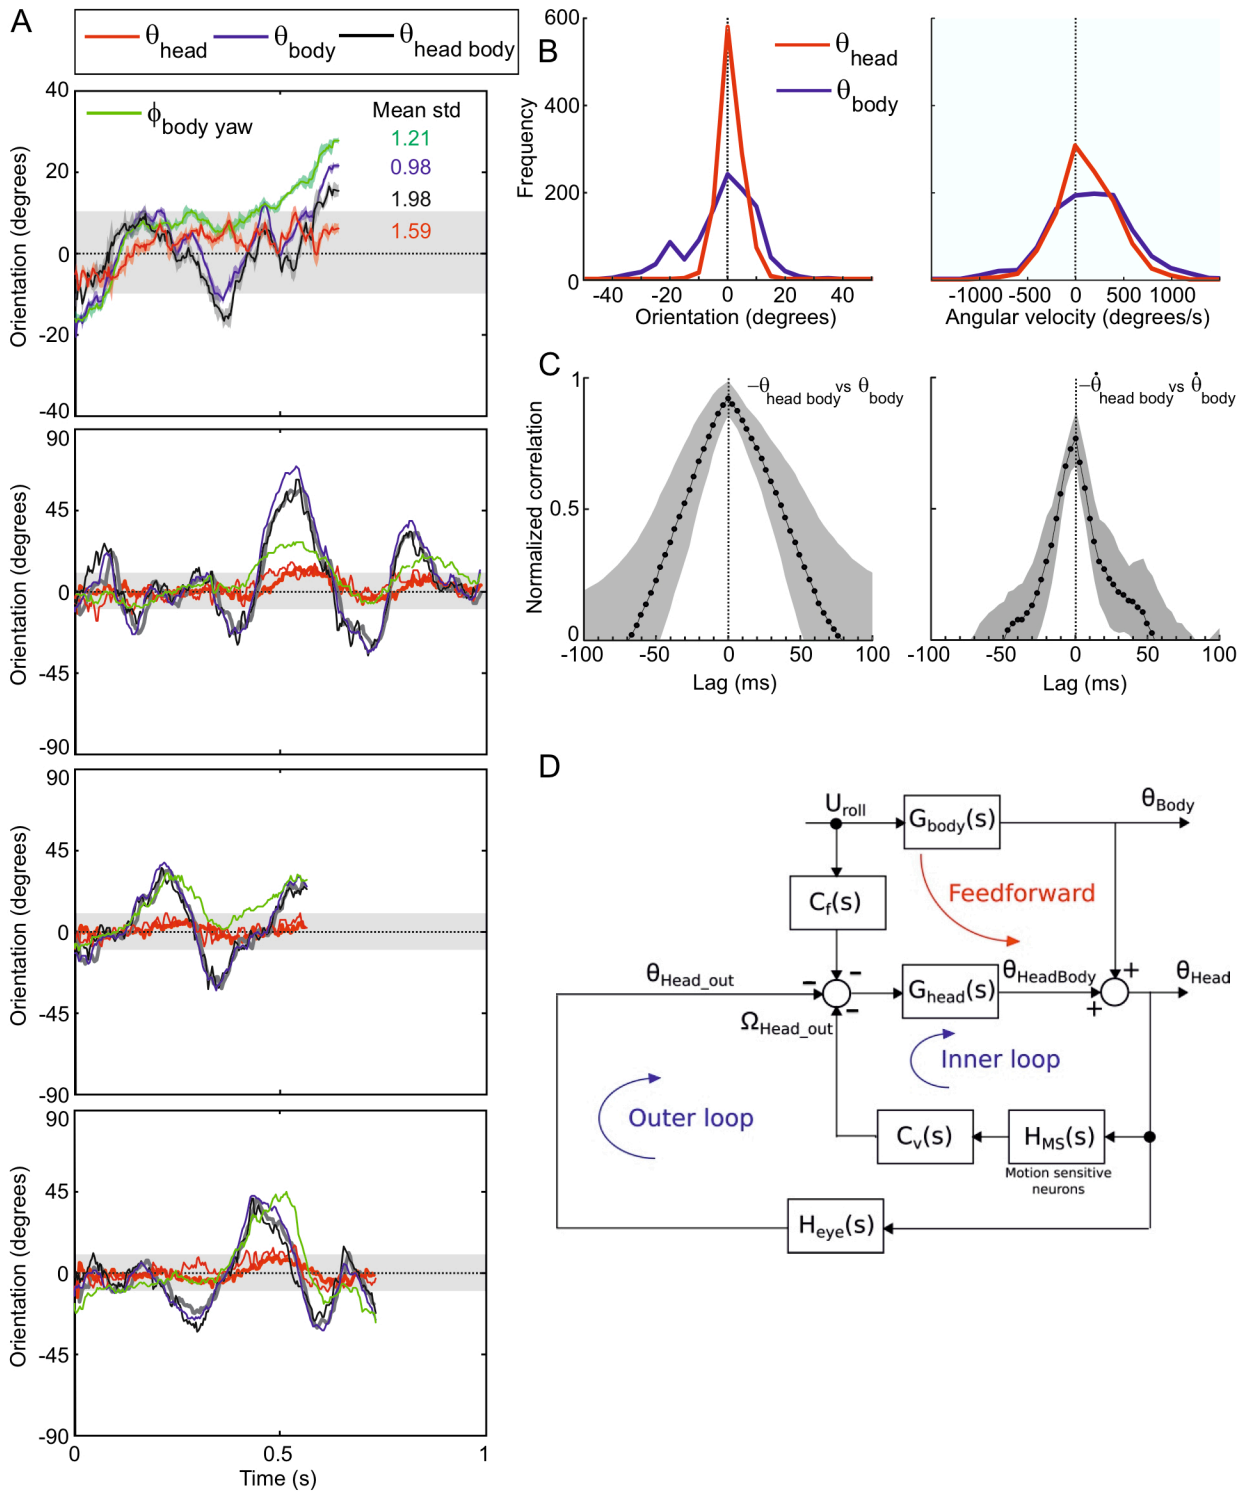 A
θhead θbody θhead body
ϕbody yaw
Mean std
1.21
0.98
1.98
1.59
40
20
0
-20
-40
Orientation (degrees)
90
45
0
-45
-90
Orientation (degrees)
90
45
0
-45
-90
Orientation (degrees)
90
45
0
-45
-90
Orientation (degrees)
0 0.5 1
Time (s)
B
θhead
θbody
600
400
200
0
Frequency
-40 -20 0 20 40
Orientation (degrees)
-1000 -500 0 500 1000
Angular velocity (degrees/s)
C
−θhead body vs θbody
−θ̇head body vs θ̇body
1
0.5
0
Normalized correlation
-100 -50 0 50 100
Lag (ms)
-100 -50 0 50 100
Lag (ms)
D
Uroll
Gbody(s)
θBody
Cf(s)
Feedforward
θHead_out
− −
Ghead(s)
θHeadBody
+
θHead
−
+
ΩHead_out
Inner loop
Outer loop
Cv(s)
HMS(s)
Motion sensitive
neurons
Heye(s)